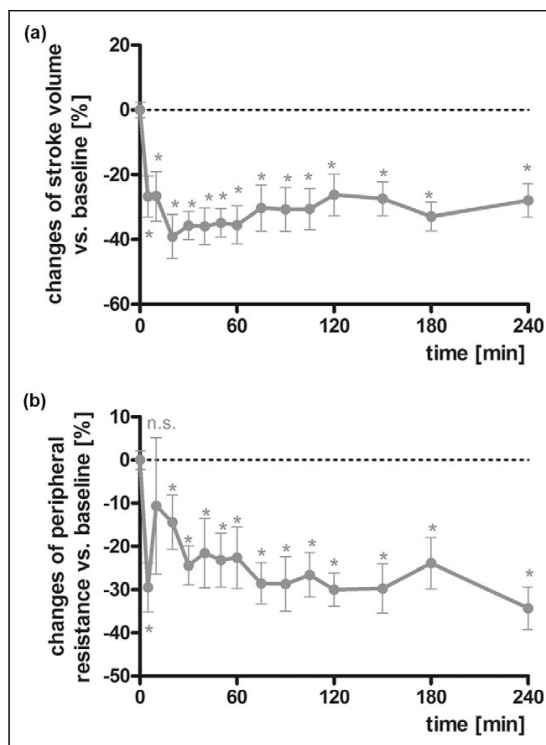 (a)
changes of stroke volume
vs. baseline [%]
20
0
-20
-40
-60
* * * * * * * * * * * * * * *
0 60 120 180 240
time [min]
(b)
changes of peripheral
resistance vs. baseline [%]
10
0
-10
-20
-30
-40
-50
n.s.
* * * * * * * * * * * * * *
0 60 120 180 240
time [min]